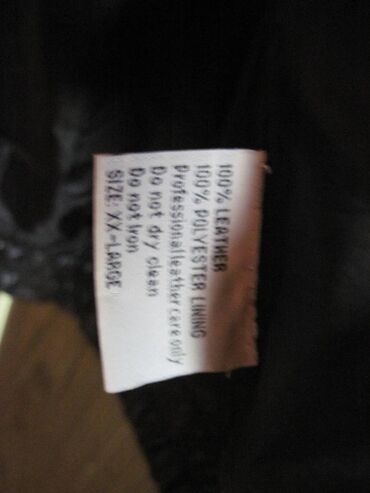 100% LEATHER
100% POLYESTER LINING
Professional leather care only
Do not dry clean
Do not Iron
SIZE: XX-LARGE